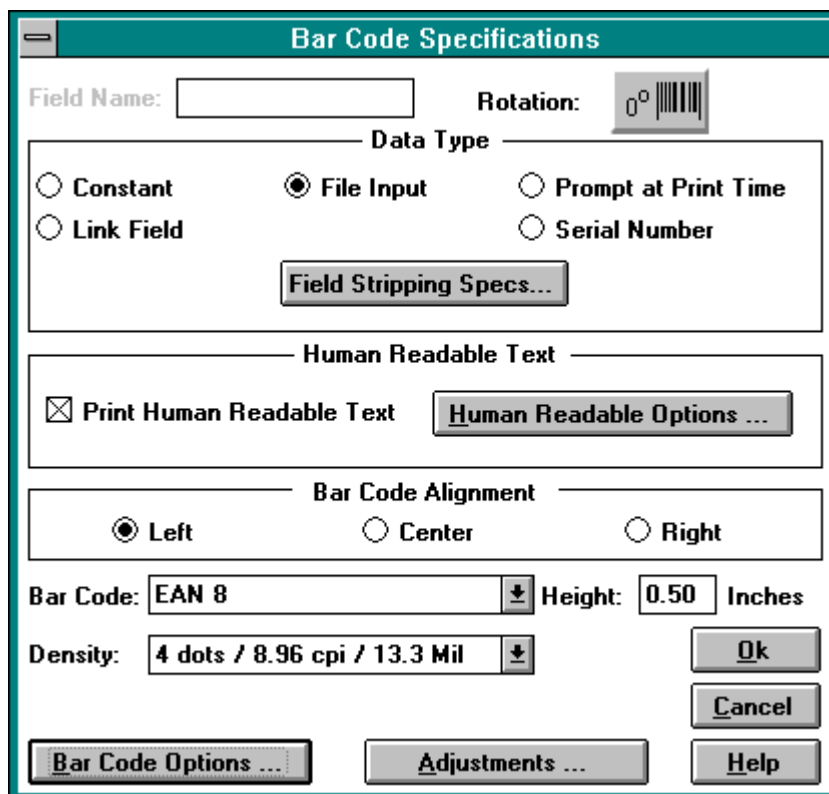 Bar Code Specifications
Field Name: Rotation: 0°
Data Type
Constant File Input Prompt at Print Time
Link Field Serial Number
Field Stripping Specs...
Human Readable Text
Print Human Readable Text Human Readable Options ...
Bar Code Alignment
Left Center Right
Bar Code: EAN 8 Height: 0.50 Inches
Density: 4 dots / 8.96 cpi / 13.3 Mil Ok
Cancel
Bar Code Options ... Adjustments ... Help